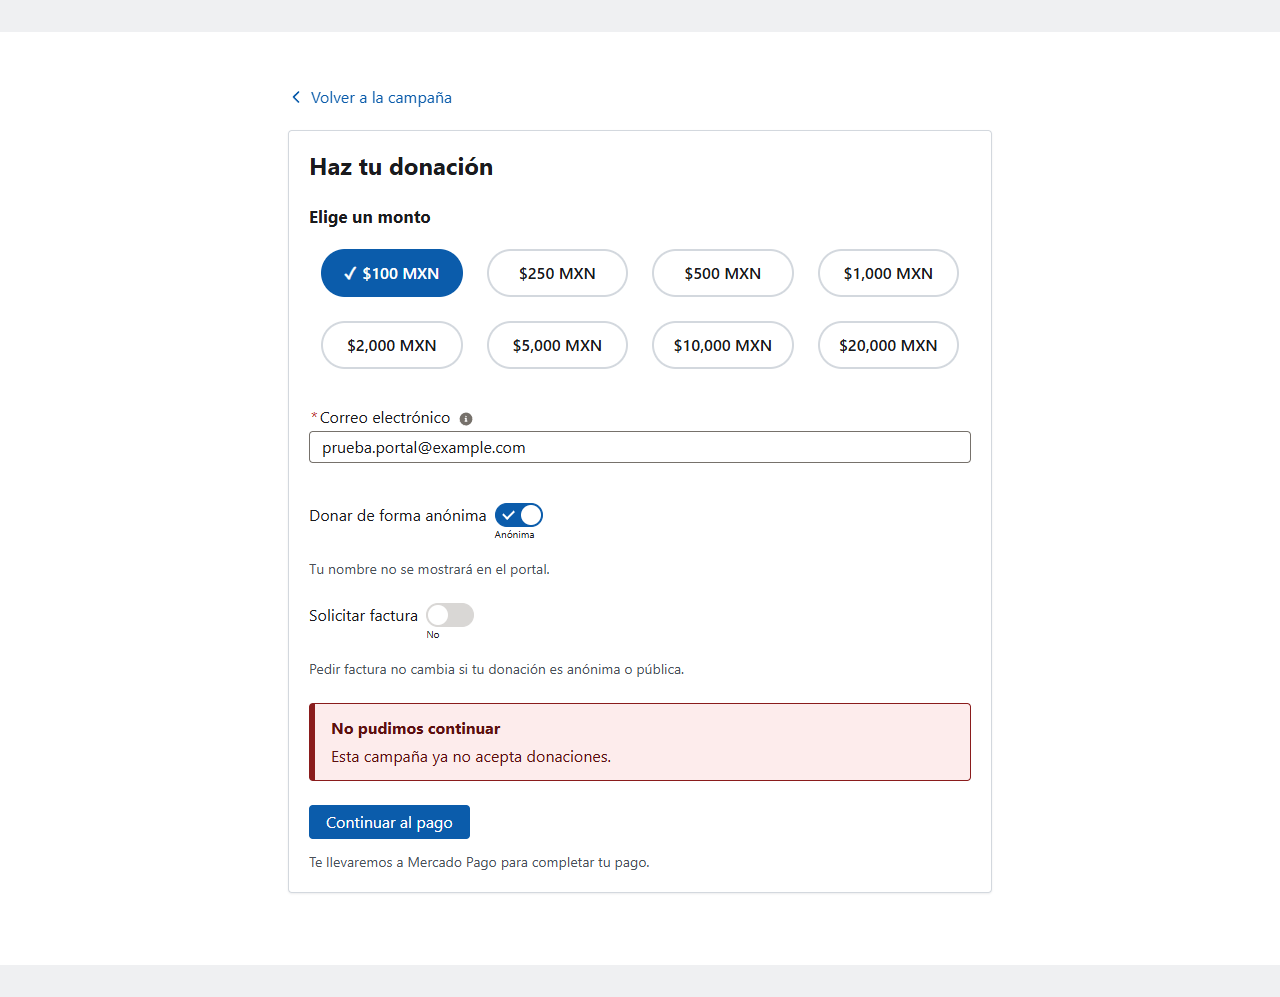 Volver a la campaña
Haz tu donación
Elige un monto
✓ $100 MXN
$250 MXN
$500 MXN
$1,000 MXN
$2,000 MXN
$5,000 MXN
$10,000 MXN
$20,000 MXN
*Correo electrónico
prueba.portal@example.com
Donar de forma anónima
Anónima
Tu nombre no se mostrará en el portal.
Solicitar factura
No
Pedir factura no cambia si tu donación es anónima o pública.
No pudimos continuar
Esta campaña ya no acepta donaciones.
Continuar al pago
Te llevaremos a Mercado Pago para completar tu pago.